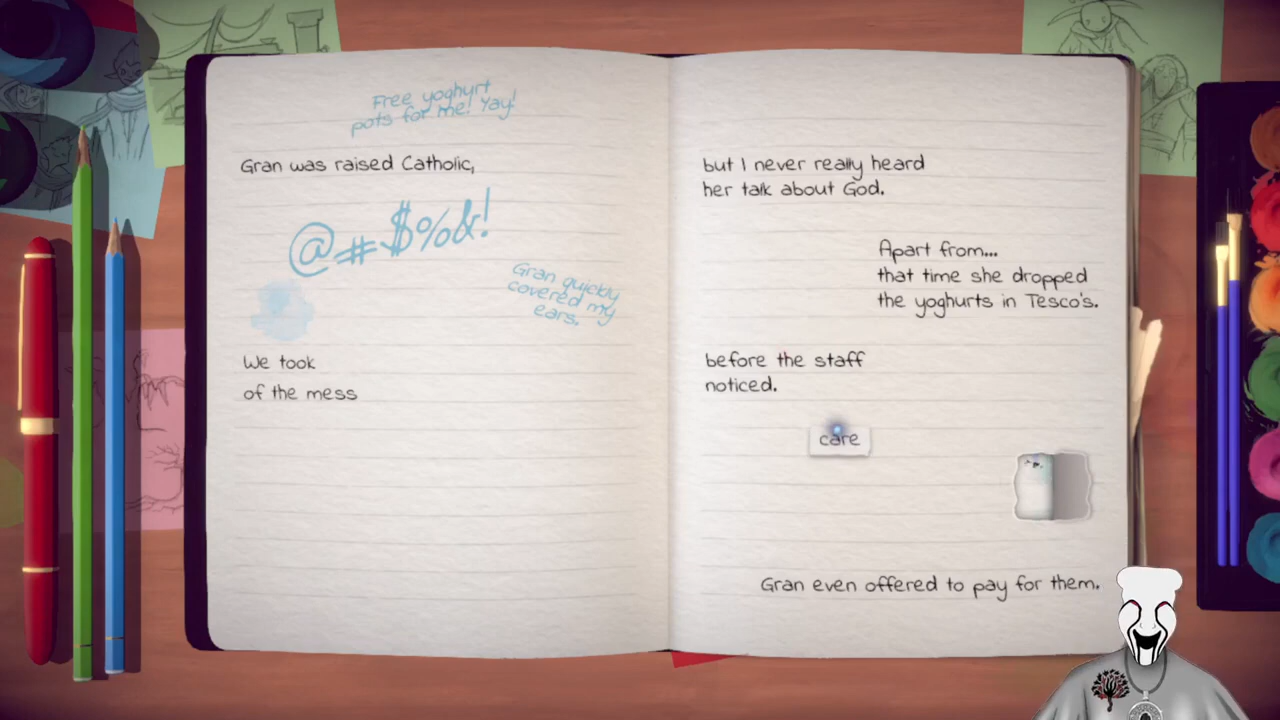 Free yoghurt
pots for me! Yay!
Gran was raised Catholic,
@#$%&!
Gran quickly
covered my
ears.
We took
of the mess
but I never really heard
her talk about God.
Apart from...
that time she dropped
the yoghurts in Tesco's.
before the staff
noticed.
care
Gran even offered to pay for them.